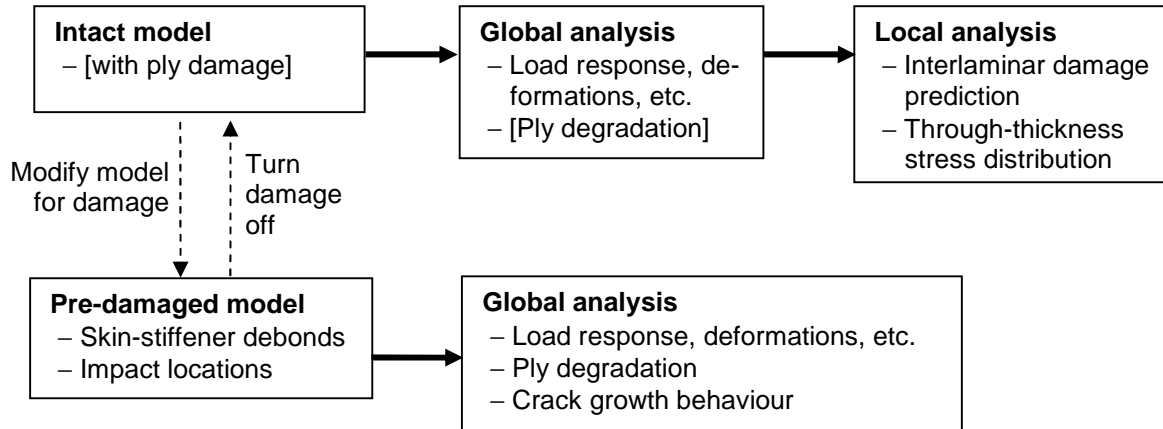 Intact model
– [with ply damage]
Global analysis
– Load response, de-
formations, etc.
– [Ply degradation]
Local analysis
– Interlaminar damage
prediction
– Through-thickness
stress distribution
Modify model
for damage
Turn
damage
off
Pre-damaged model
– Skin-stiffener debonds
– Impact locations
Global analysis
– Load response, deformations, etc.
– Ply degradation
– Crack growth behaviour